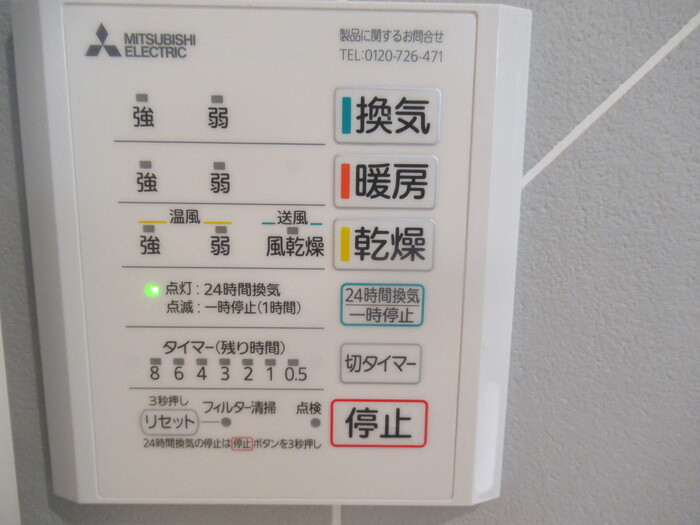 MITSUBISHI
ELECTRIC
製品に関するお問合せ
TEL:0120-726-471
強 弱 換気
強 弱 暖房
温風 送風
強 弱 風乾燥 乾燥
点灯:24時間換気
点滅:一時停止(1時間)
24時間換気
一時停止
タイマー(残り時間)
8 6 4 3 2 1 0.5
切タイマー
3秒押し
リセット フィルター清掃 点検
停止
24時間換気の停止は停止ボタンを3秒押し